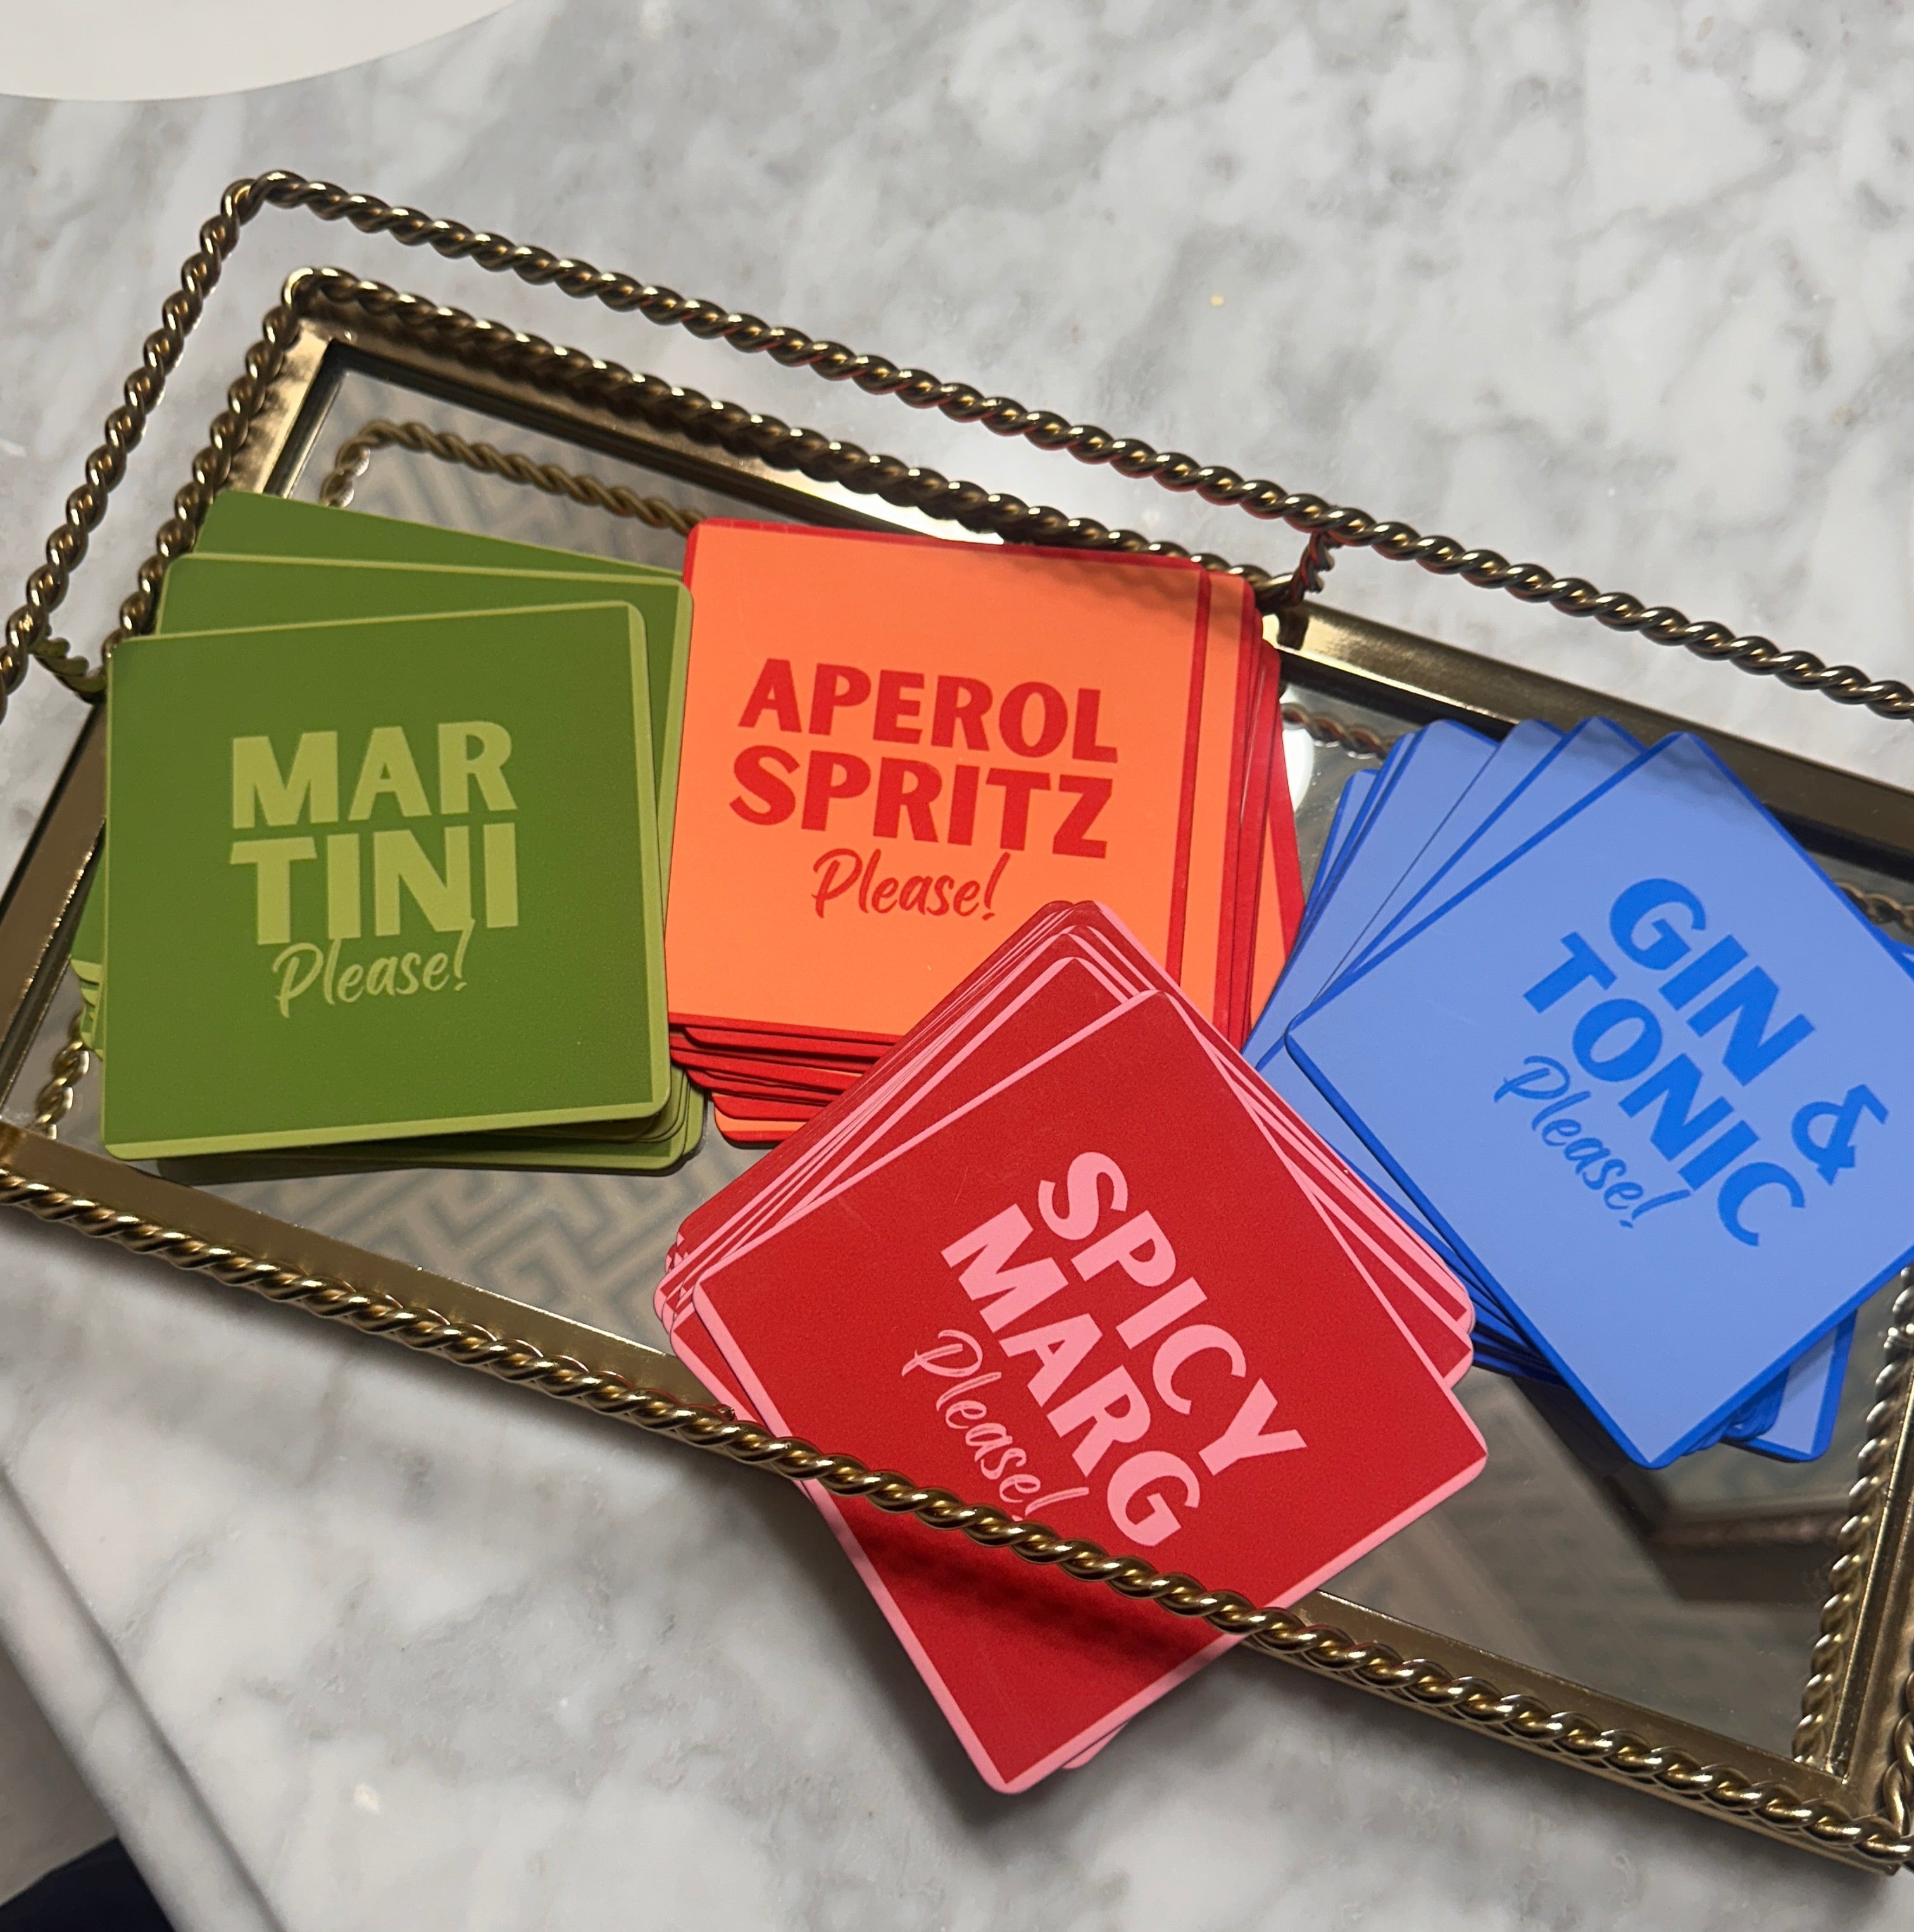 MAR
TINI
Please!
APEROL
SPRITZ
Please!
GIN &
TONIC
Please!
SPICY
MARG
Please!